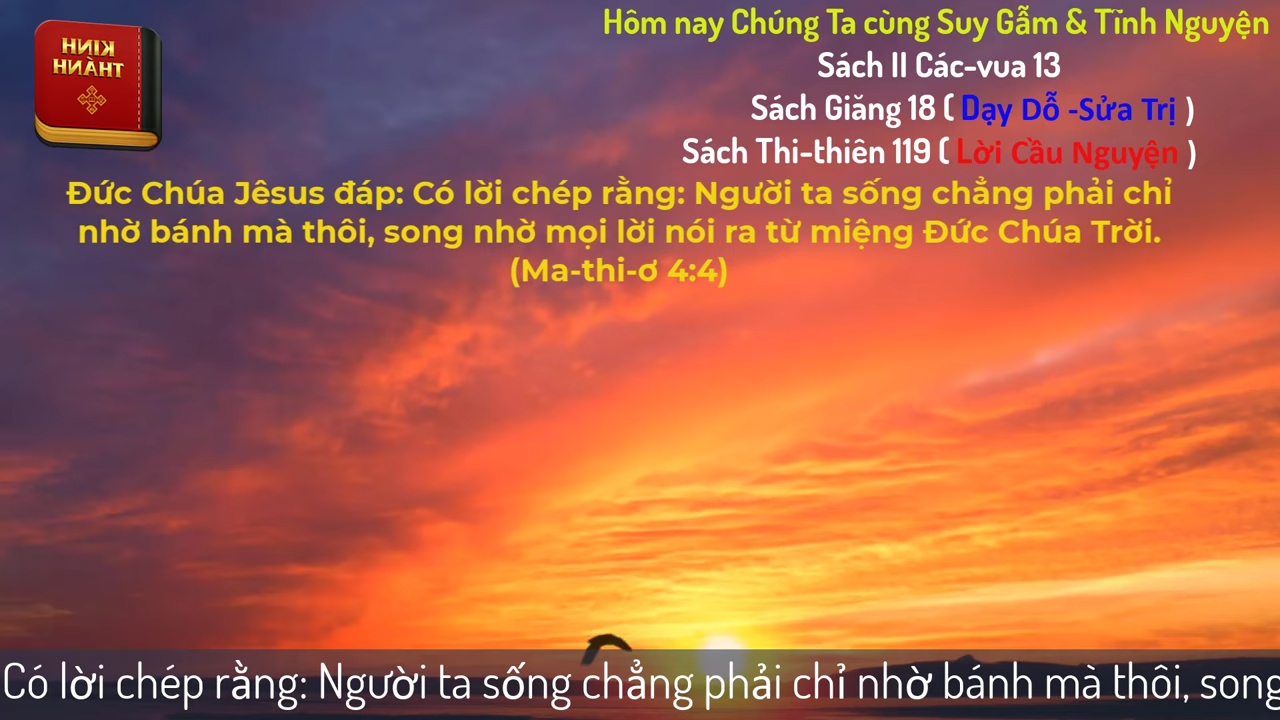 KINH
THÀNH
Hôm nay Chúng Ta cùng Suy Gẫm & Tĩnh Nguyện
Sách II Các-vua 13
Sách Giăng 18 ( Dạy Dỗ -Sửa Trị )
Sách Thi-thiên 119 ( Lời Cầu Nguyện )
Đức Chúa Jêsus đáp: Có lời chép rằng: Người ta sống chẳng phải chỉ
nhờ bánh mà thôi, song nhờ mọi lời nói ra từ miệng Đức Chúa Trời.
(Ma-thi-ơ 4:4)
Có lời chép rằng: Người ta sống chẳng phải chỉ nhờ bánh mà thôi, song